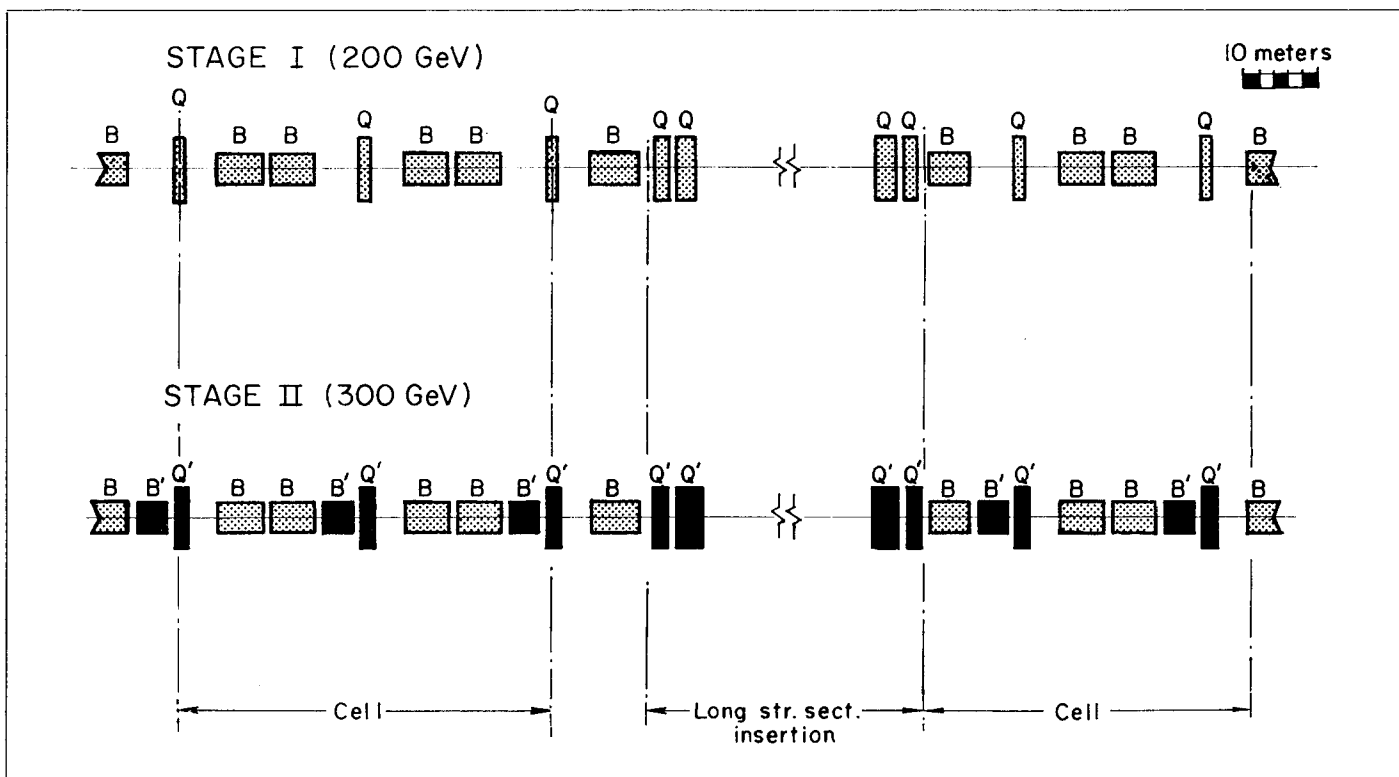 STAGE I (200 GeV)
10 meters
Q Q Q Q Q Q Q Q
B B B B B B B B B B
STAGE II (300 GeV)
B B' Q' B B B' Q' B B B' Q' B Q' Q' Q' Q' B B' Q' B B B' Q' B
Cell
Long str. sect.
insertion
Cell